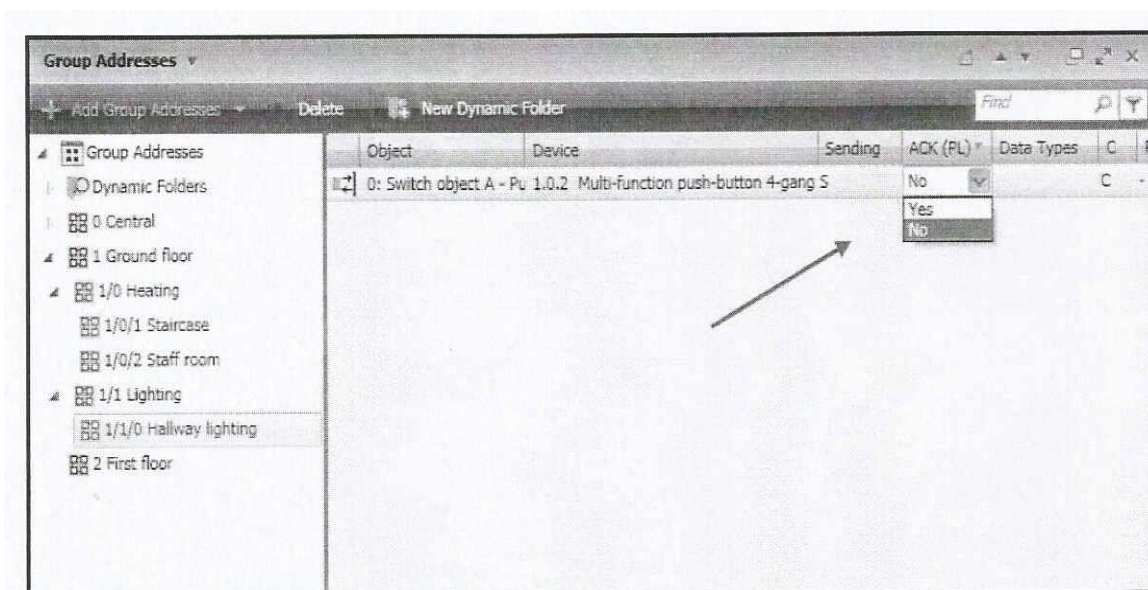 Group Addresses
Add Group Addresses Delete New Dynamic Folder Find
Group Addresses
Dynamic Folders
0 Central
1 Ground floor
1/0 Heating
1/0/1 Staircase
1/0/2 Staff room
1/1 Lighting
1/1/0 Hallway lighting
2 First floor
Object Device Sending ACK (PL) Data Types C
0: Switch object A - Pu 1.0.2 Multi-function push-button 4-gang S No C -
Yes
No